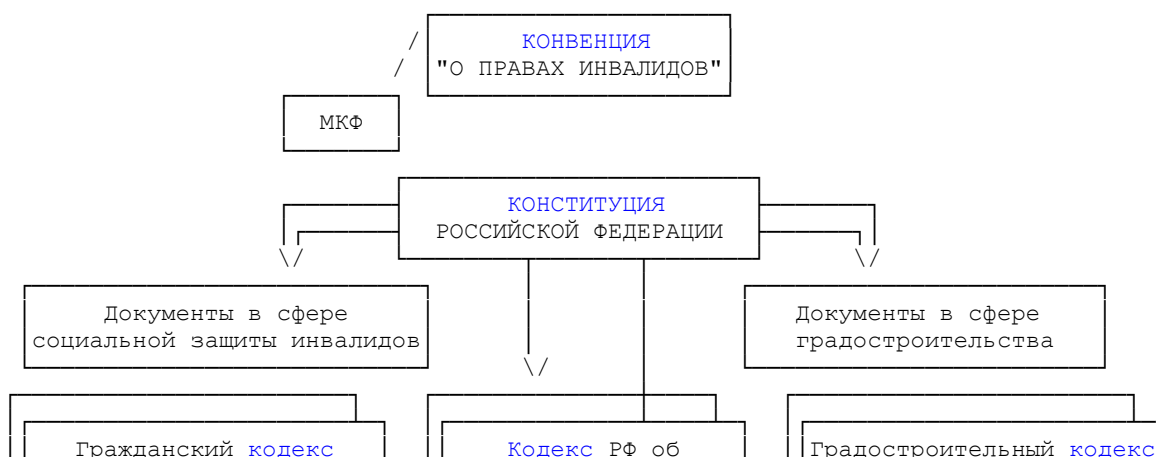 КОНВЕНЦИЯ
"О ПРАВАХ ИНВАЛИДОВ"
МКФ
КОНСТИТУЦИЯ
РОССИЙСКОЙ ФЕДЕРАЦИИ
Документы в сфере
социальной защиты инвалидов
Документы в сфере
градостроительства
Гражданский кодекс
Кодекс РФ об
Градостроительный кодекс